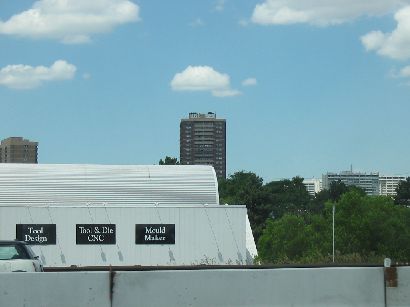 Tool
Design
Tool & Die
CNC
Mould
Maker